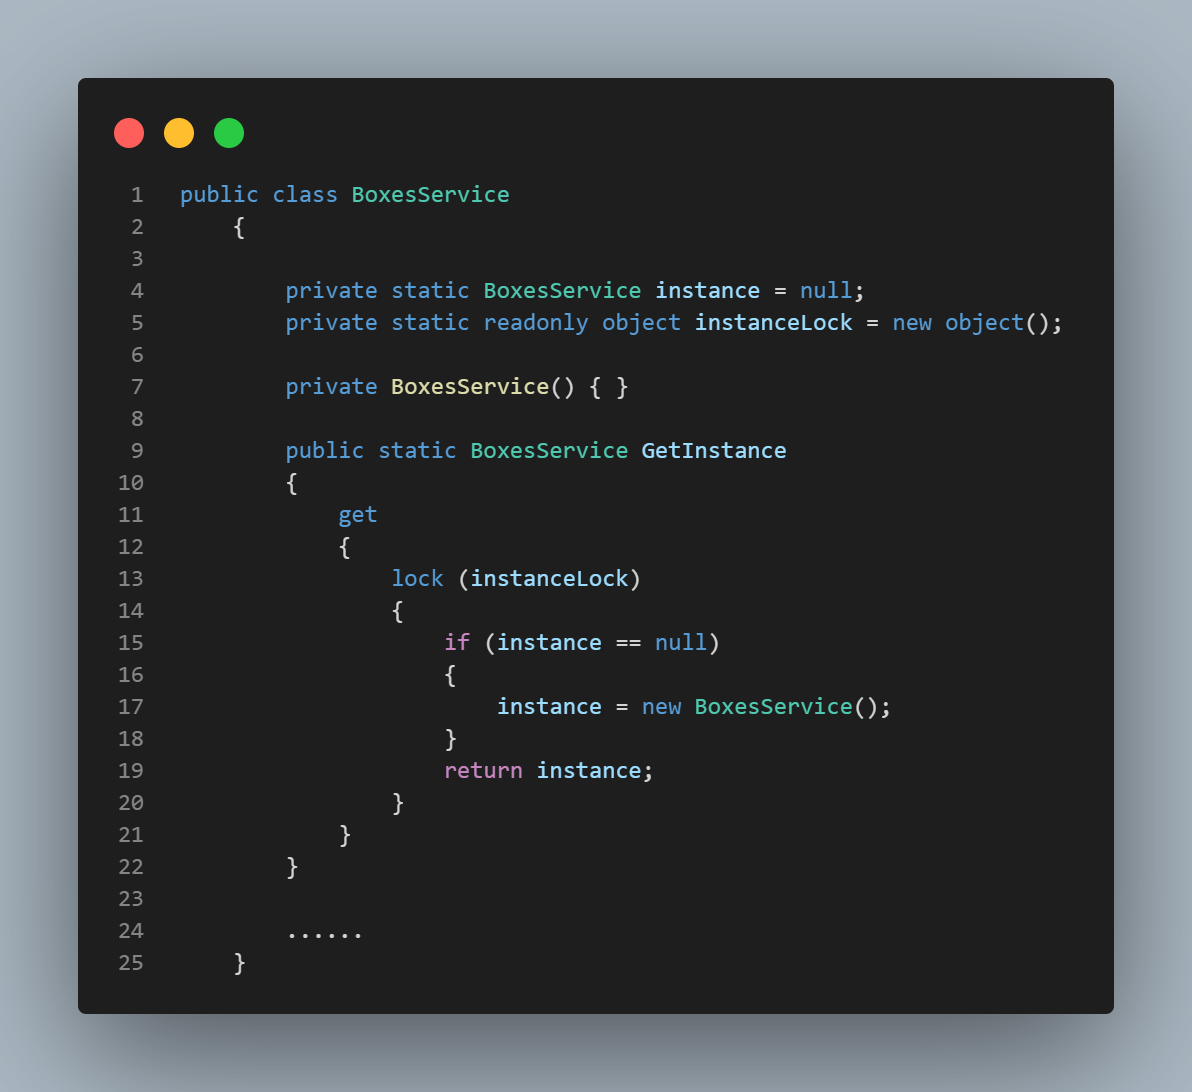 1 public class BoxesService
2 {
3
4 private static BoxesService instance = null;
5 private static readonly object instanceLock = new object();
6
7 private BoxesService() { }
8
9 public static BoxesService GetInstance
10 {
11 get
12 {
13 lock (instanceLock)
14 {
15 if (instance == null)
16 {
17 instance = new BoxesService();
18 }
19 return instance;
20 }
21 }
22 }
23
24 ......
25 }